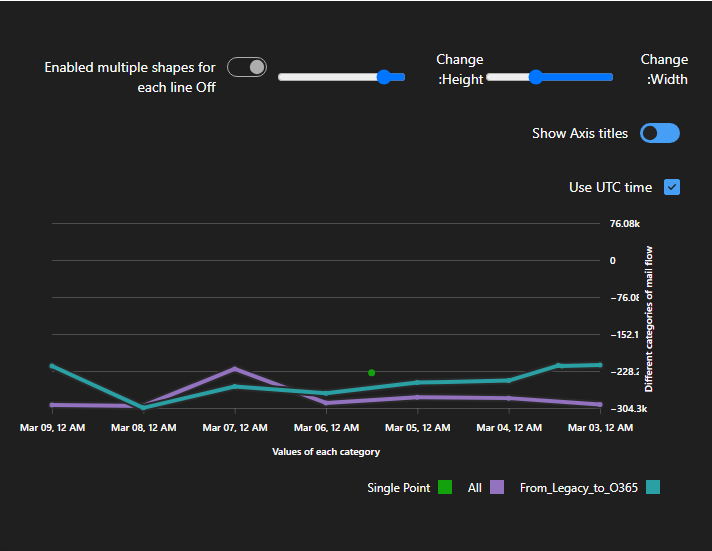 Enabled multiple shapes for
each line Off
Change
:Height
Change
:Width
Show Axis titles
Use UTC time
76.08k
0
−76.08
−152.1
−228.2
−304.3k
Different categories of mail flow
Mar 09, 12 AM Mar 08, 12 AM Mar 07, 12 AM Mar 06, 12 AM Mar 05, 12 AM Mar 04, 12 AM Mar 03, 12 AM
Values of each category
Single Point All From_Legacy_to_O365